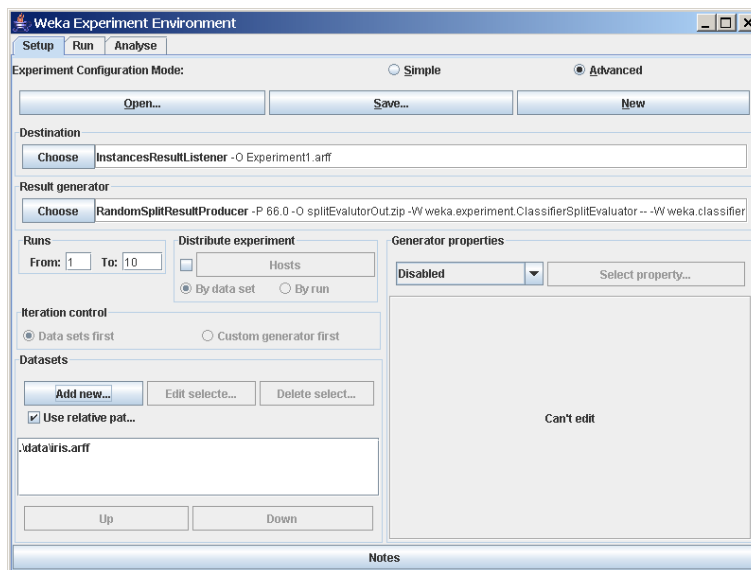 Weka Experiment Environment
Setup Run Analyse
Experiment Configuration Mode: Simple Advanced
Open... Save... New
Destination
Choose InstancesResultListener -O Experiment1.arff
Result generator
Choose RandomSplitResultProducer -P 66.0 -O splitEvalutorOut.zip -W weka.experiment.ClassifierSplitEvaluator -- -W weka.classifier
Runs
From: 1 To: 10
Distribute experiment
Hosts
By data set By run
Generator properties
Disabled Select property...
Iteration control
Data sets first Custom generator first
Datasets
Add new... Edit selecte... Delete select...
Use relative pat...
.\data\iris.arff
Can't edit
Up Down
Notes